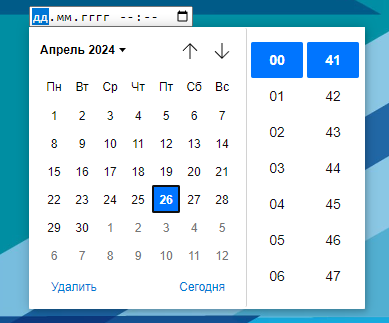 дд.мм.гггг --:--
Апрель 2024
Пн Вт Ср Чт Пт Сб Вс
1 2 3 4 5 6 7
8 9 10 11 12 13 14
15 16 17 18 19 20 21
22 23 24 25 26 27 28
29 30 1 2 3 4 5
6 7 8 9 10 11 12
Удалить Сегодня
00 41
01 42
02 43
03 44
04 45
05 46
06 47